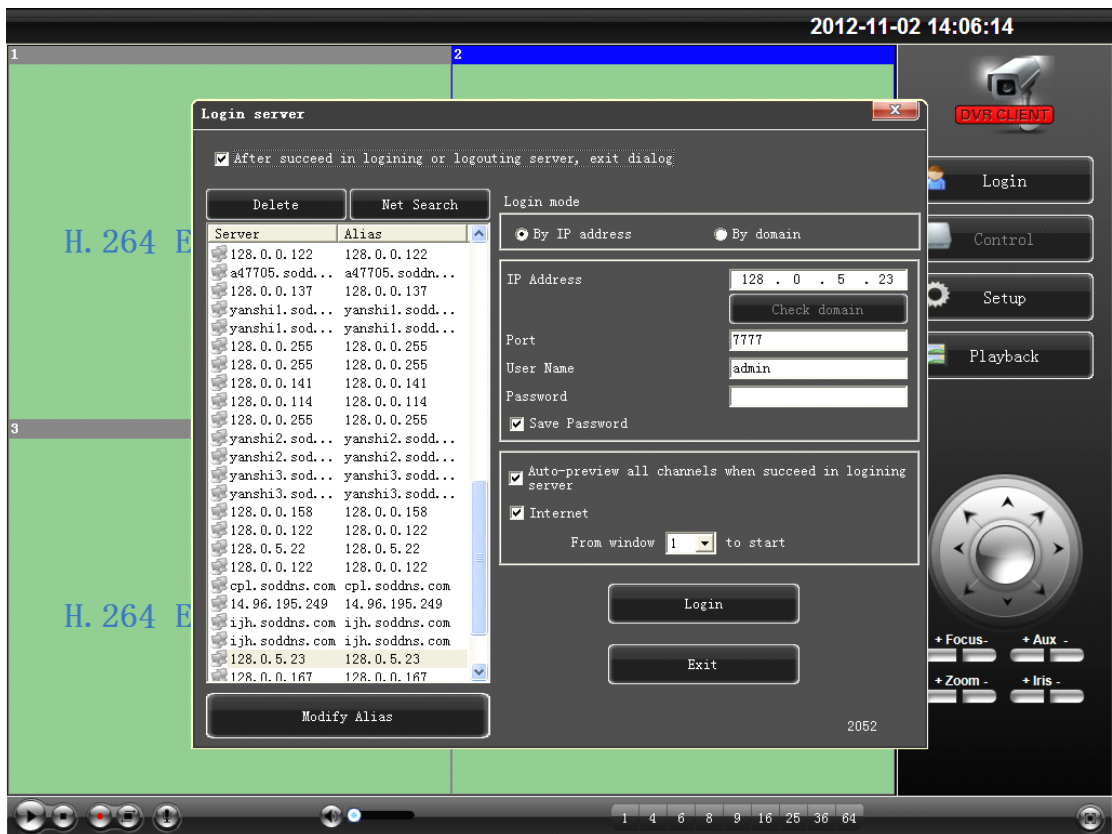 2012-11-02 14:06:14
1
2
DVR CLIENT
Login server
After succeed in logining or logouting server, exit dialog
Login
Delete
Net Search
Login mode
Server Alias
By IP address
By domain
Control
H.264 E
128.0.0.122 128.0.0.122
a47705.sodd... a47705.soddn...
128.0.0.137 128.0.0.137
yanshi1.sod... yanshi1.sodd...
yanshi1.sod... yanshi1.sodd...
128.0.0.255 128.0.0.255
128.0.0.255 128.0.0.255
128.0.0.141 128.0.0.141
128.0.0.114 128.0.0.114
128.0.0.255 128.0.0.255
yanshi2.sod... yanshi2.sodd...
yanshi2.sod... yanshi2.sodd...
yanshi3.sod... yanshi3.sodd...
yanshi3.sod... yanshi3.sodd...
128.0.0.158 128.0.0.158
128.0.0.122 128.0.0.122
128.0.5.22 128.0.5.22
128.0.0.122 128.0.0.122
cpl.soddns.com cpl.soddns.com
14.96.195.249 14.96.195.249
ijh.soddns.com ijh.soddns.com
ijh.soddns.com ijh.soddns.com
128.0.5.23 128.0.5.23
128.0.0.167 128.0.0.167
IP Address 128 . 0 . 5 . 23
Check domain
Port 7777
User Name admin
Password
Save Password
Setup
Playback
3
Auto-preview all channels when succeed in logining
server
Internet
From window 1 to start
H.264 E
Login
Exit
Modify Alias
2052
+ Focus- + Aux -
+ Zoom - + Iris -
1 4 6 8 9 16 25 36 64